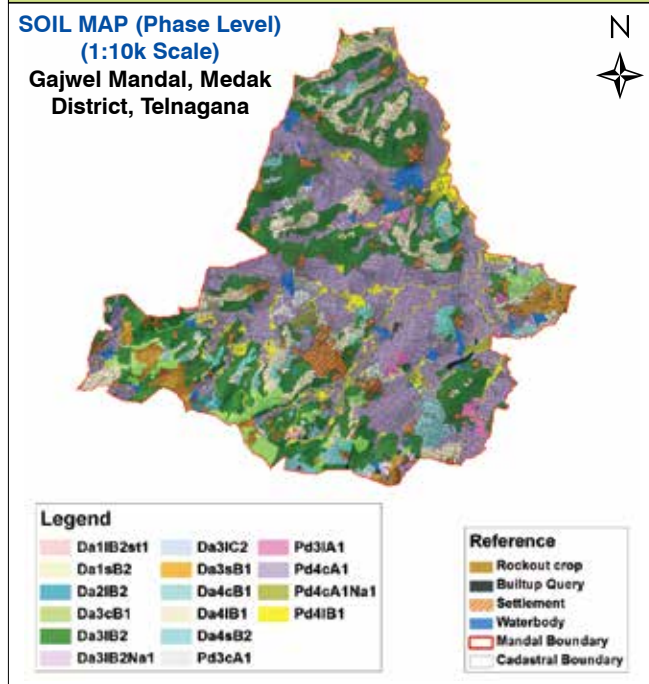 SOIL MAP (Phase Level)
(1:10k Scale)
Gajwel Mandal, Medak
District, Telnagana
N
Legend
Da1lB2st1
Da1sB2
Da2lB2
Da3cB1
Da3lB2
Da3lB2Na1
Da3lC2
Da3sB1
Da4cB1
Da4lB1
Da4sB2
Pd3cA1
Pd3lA1
Pd4cA1
Pd4cA1Na1
Pd4lB1
Reference
Rockout crop
Builtup Query
Settlement
Waterbody
Mandal Boundary
Cadastral Boundary